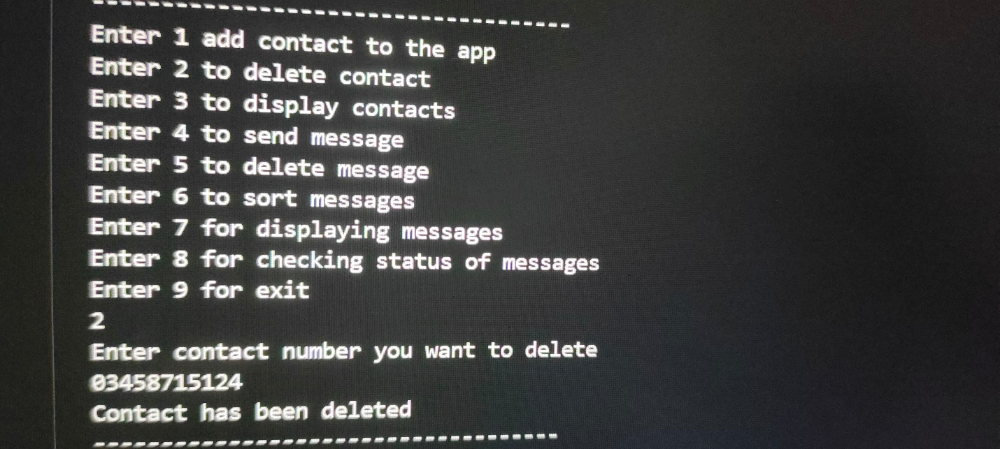 ------------------------------------
Enter 1 add contact to the app
Enter 2 to delete contact
Enter 3 to display contacts
Enter 4 to send message
Enter 5 to delete message
Enter 6 to sort messages
Enter 7 for displaying messages
Enter 8 for checking status of messages
Enter 9 for exit
2
Enter contact number you want to delete
03458715124
Contact has been deleted
------------------------------------